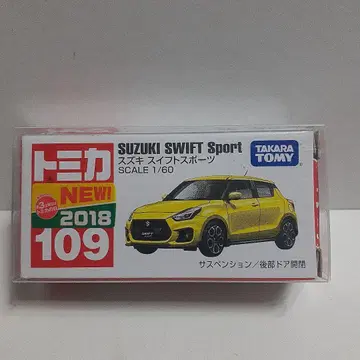 トミカ
NEW!
2018
109
SUZUKI SWIFT Sport
スズキ スイフトスポーツ
SCALE 1/60
TAKARA
TOMY
サスペンション/後部ドア開閉